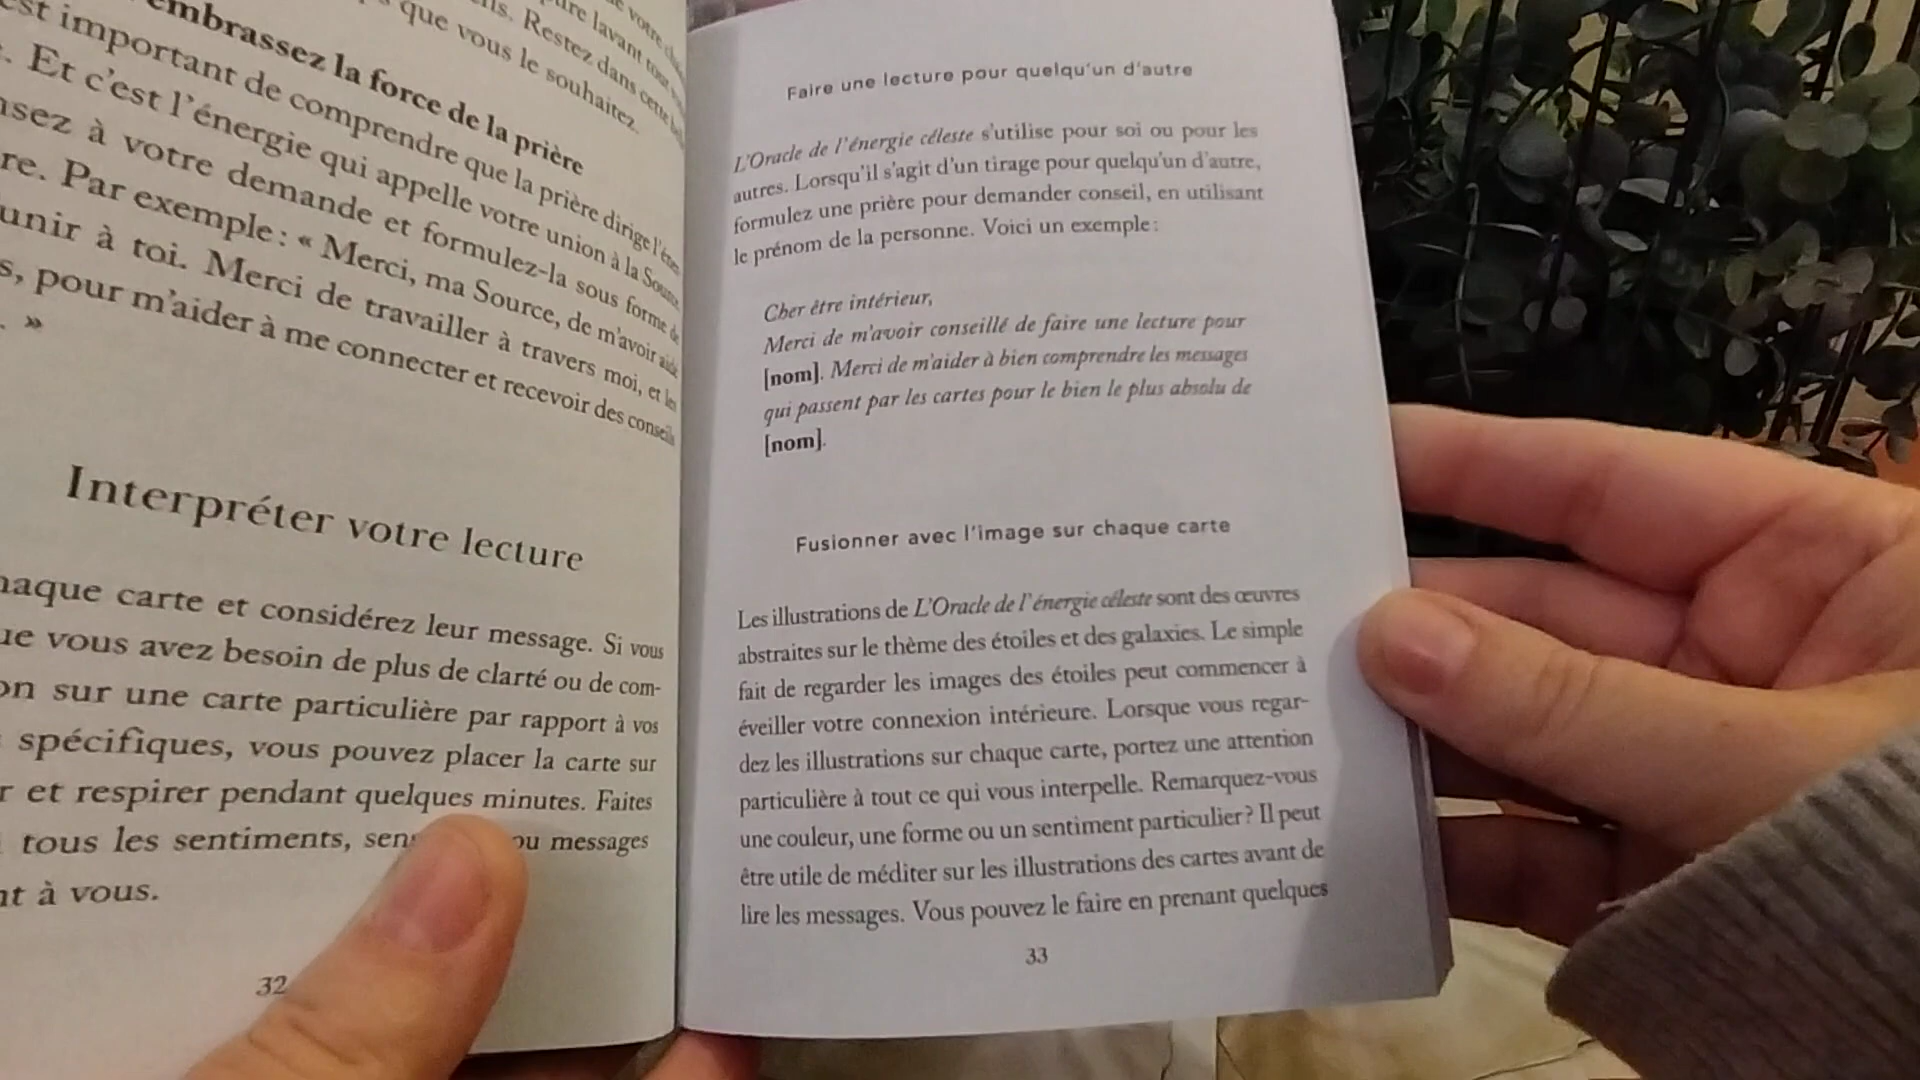 votre
pure lavant tout
Restez dans cette
que vous le souhaitez.
embrassez la force de la prière
est important de comprendre que la prière dirige
. Et c'est l'énergie qui appelle votre union à la Source.
à votre demande et formulez-la sous forme de
Par exemple : « Merci, ma Source, de m'avoir aidé
à toi. Merci de travailler à travers moi, et les
pour m'aider à me connecter et recevoir des conseils
. »
Interpréter votre lecture
carte et considérez leur message. Si vous
vous avez besoin de plus de clarté ou de com-
sur une carte particulière par rapport à vos
spécifiques, vous pouvez placer la carte sur
et respirer pendant quelques minutes. Faites
tous les sentiments, ou messages
à vous.
32
Faire une lecture pour quelqu'un d'autre
L'Oracle de l'énergie céleste s'utilise pour soi ou pour les
autres. Lorsqu'il s'agit d'un tirage pour quelqu'un d'autre,
formulez une prière pour demander conseil, en utilisant
le prénom de la personne. Voici un exemple :
Cher être intérieur,
Merci de m'avoir conseillé de faire une lecture pour
[nom]. Merci de m'aider à bien comprendre les messages
qui passent par les cartes pour le bien le plus absolu de
[nom].
Fusionner avec l'image sur chaque carte
Les illustrations de L'Oracle de l'énergie céleste sont des œuvres
abstraites sur le thème des étoiles et des galaxies. Le simple
fait de regarder les images des étoiles peut commencer à
éveiller votre connexion intérieure. Lorsque vous regar-
dez les illustrations sur chaque carte, portez une attention
particulière à tout ce qui vous interpelle. Remarquez-vous
une couleur, une forme ou un sentiment particulier ? Il peut
être utile de méditer sur les illustrations des cartes avant de
lire les messages. Vous pouvez le faire en prenant quelques
33